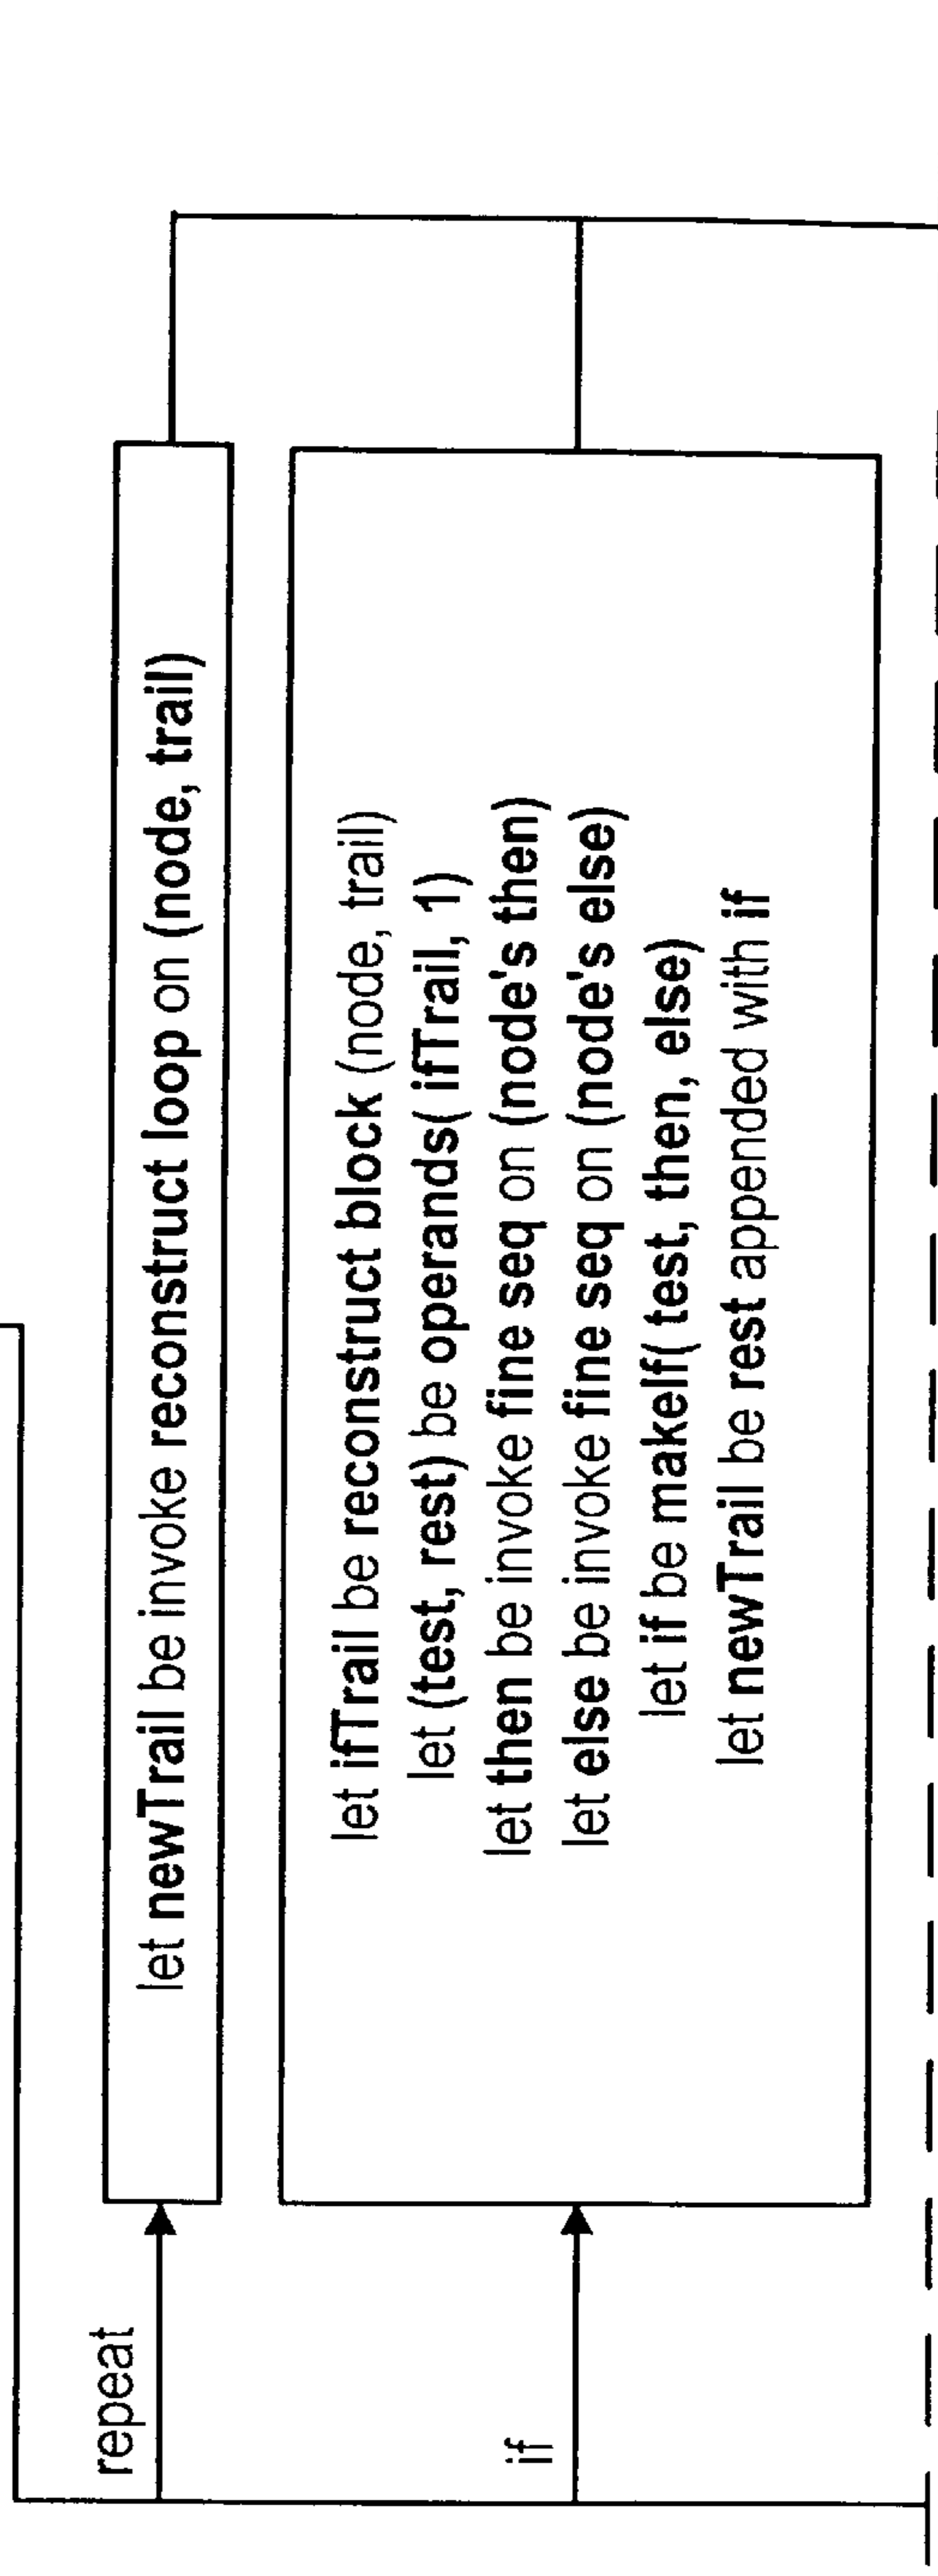 repeat
let newTrail be invoke reconstruct loop on (node, trail)
if
let ifTrail be reconstruct block (node, trail)
let (test, rest) be operands( ifTrail, 1)
let then be invoke fine seq on (node's then)
let else be invoke fine seq on (node's else)
let if be makeIf( test, then, else)
let newTrail be rest appended with if